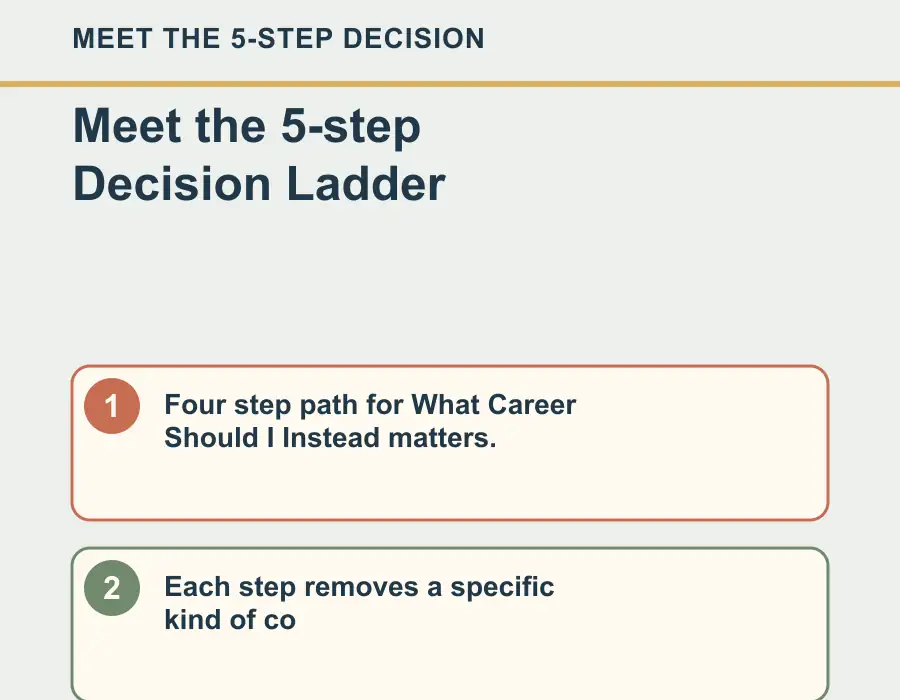 MEET THE 5-STEP DECISION
Meet the 5-step
Decision Ladder
1
Four step path for What Career
Should I Instead matters.
2
Each step removes a specific
kind of co